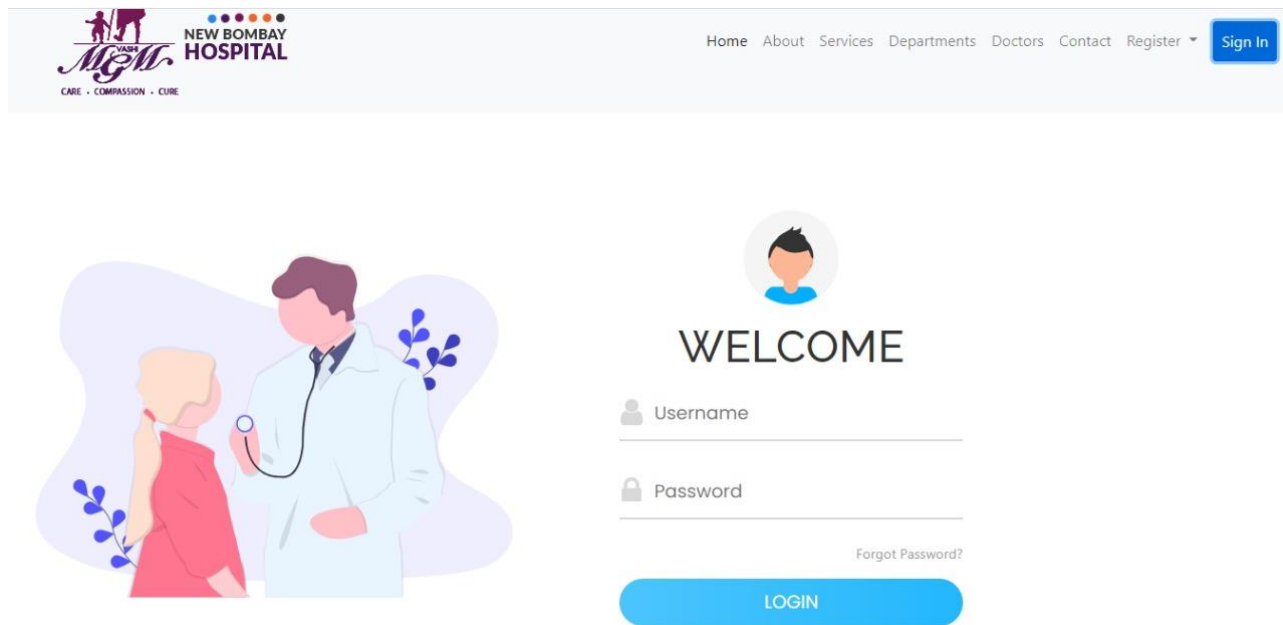 VASHI
MGM
CARE • COMPASSION • CURE
NEW BOMBAY
HOSPITAL
Home About Services Departments Doctors Contact Register Sign In
WELCOME
Username
Password
Forgot Password?
LOGIN